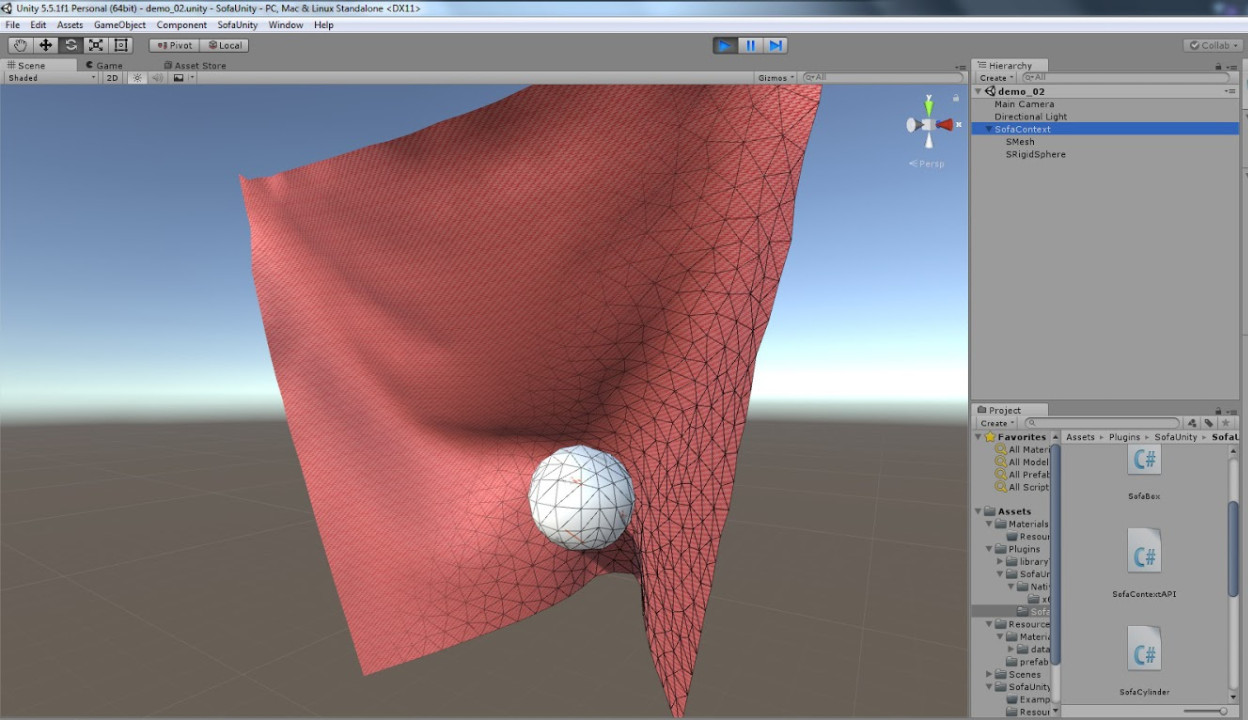 Unity 5.5.1f1 Personal (64bit) - demo_02.unity - SofaUnity - PC, Mac & Linux Standalone <DX11>
File Edit Assets GameObject Component SofaUnity Window Help
Pivot Local Collab
Scene Game Asset Store
Shaded 2D Gizmos All
y
x
Persp
Hierarchy
Create All
demo_02
Main Camera
Directional Light
SofaContext
SMesh
SRigidSphere
Project
Create
Favorites
All Materi
All Model
All Prefab
All Script
Assets
Materials
Resour
Plugins
library
SofaUn
Nati
Sofa
Resource
Materia
data
prefab
Scenes
SofaUnity
Examp
Resour
Assets Plugins SofaUnity SofaU
C#
SofaBox
C#
SofaContextAPI
C#
SofaCylinder